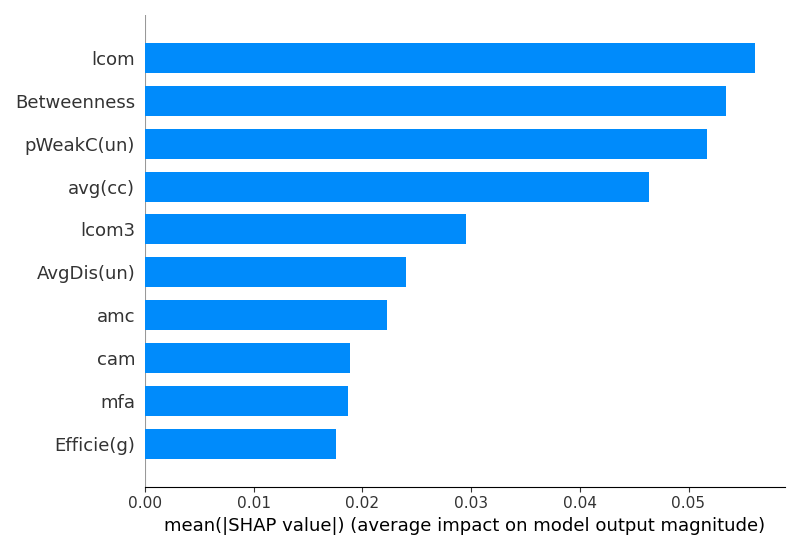 lcom
Betweenness
pWeakC(un)
avg(cc)
lcom3
AvgDis(un)
amc
cam
mfa
Efficie(g)
0.00 0.01 0.02 0.03 0.04 0.05
mean(|SHAP value|) (average impact on model output magnitude)